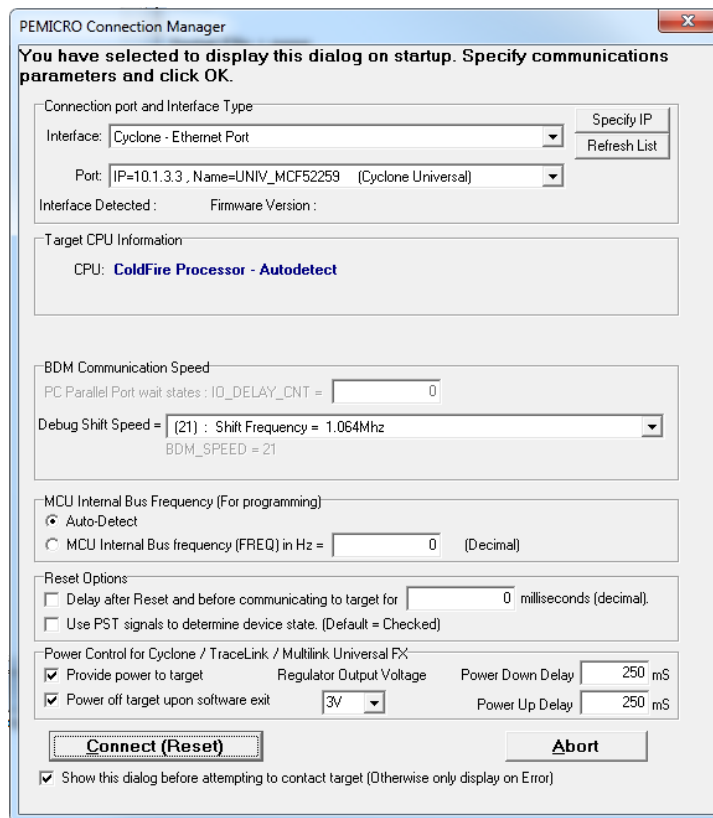 PEMICRO Connection Manager
You have selected to display this dialog on startup. Specify communications
parameters and click OK.
Connection port and Interface Type
Specify IP
Interface: Cyclone - Ethernet Port
Refresh List
Port: IP=10.1.3.3 , Name=UNIV_MCF52259 (Cyclone Universal)
Interface Detected : Firmware Version :
Target CPU Information
CPU: ColdFire Processor - Autodetect
BDM Communication Speed
PC Parallel Port wait states : IO_DELAY_CNT = 0
Debug Shift Speed = (21) : Shift Frequency = 1.064Mhz
BDM_SPEED = 21
MCU Internal Bus Frequency (For programming)
Auto-Detect
MCU Internal Bus frequency (FREQ) in Hz = 0 (Decimal)
Reset Options
Delay after Reset and before communicating to target for 0 milliseconds (decimal).
Use PST signals to determine device state. (Default = Checked)
Power Control for Cyclone / TraceLink / Multilink Universal FX
Provide power to target Regulator Output Voltage Power Down Delay 250 mS
Power off target upon software exit 3V Power Up Delay 250 mS
Connect (Reset) Abort
Show this dialog before attempting to contact target (Otherwise only display on Error)